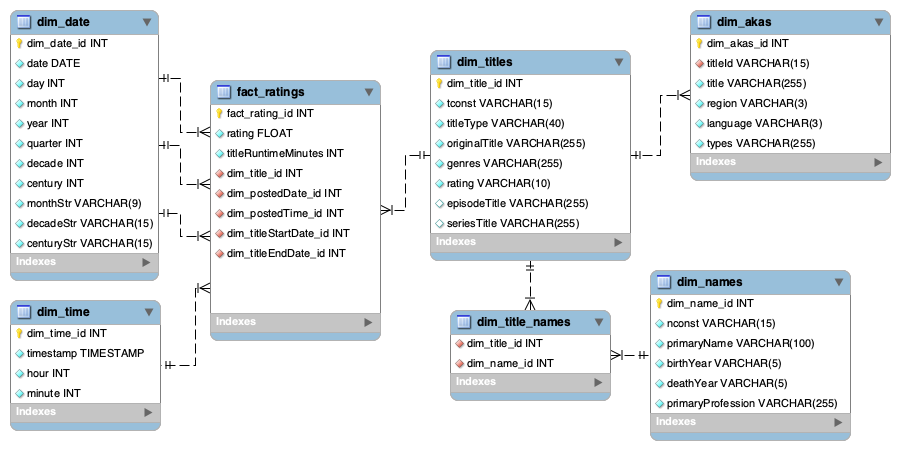 dim_date
dim_date_id INT
date DATE
day INT
month INT
year INT
quarter INT
decade INT
century INT
monthStr VARCHAR(9)
decadeStr VARCHAR(15)
centuryStr VARCHAR(15)
Indexes
dim_time
dim_time_id INT
timestamp TIMESTAMP
hour INT
minute INT
Indexes
fact_ratings
fact_rating_id INT
rating FLOAT
titleRuntimeMinutes INT
dim_title_id INT
dim_postedDate_id INT
dim_postedTime_id INT
dim_titleStartDate_id INT
dim_titleEndDate_id INT
Indexes
dim_titles
dim_title_id INT
tconst VARCHAR(15)
titleType VARCHAR(40)
originalTitle VARCHAR(255)
genres VARCHAR(255)
rating VARCHAR(10)
episodeTitle VARCHAR(255)
seriesTitle VARCHAR(255)
Indexes
dim_title_names
dim_title_id INT
dim_name_id INT
Indexes
dim_akas
dim_akas_id INT
titleId VARCHAR(15)
title VARCHAR(255)
region VARCHAR(3)
language VARCHAR(3)
types VARCHAR(255)
Indexes
dim_names
dim_name_id INT
nconst VARCHAR(15)
primaryName VARCHAR(100)
birthYear VARCHAR(5)
deathYear VARCHAR(5)
primaryProfession VARCHAR(255)
Indexes